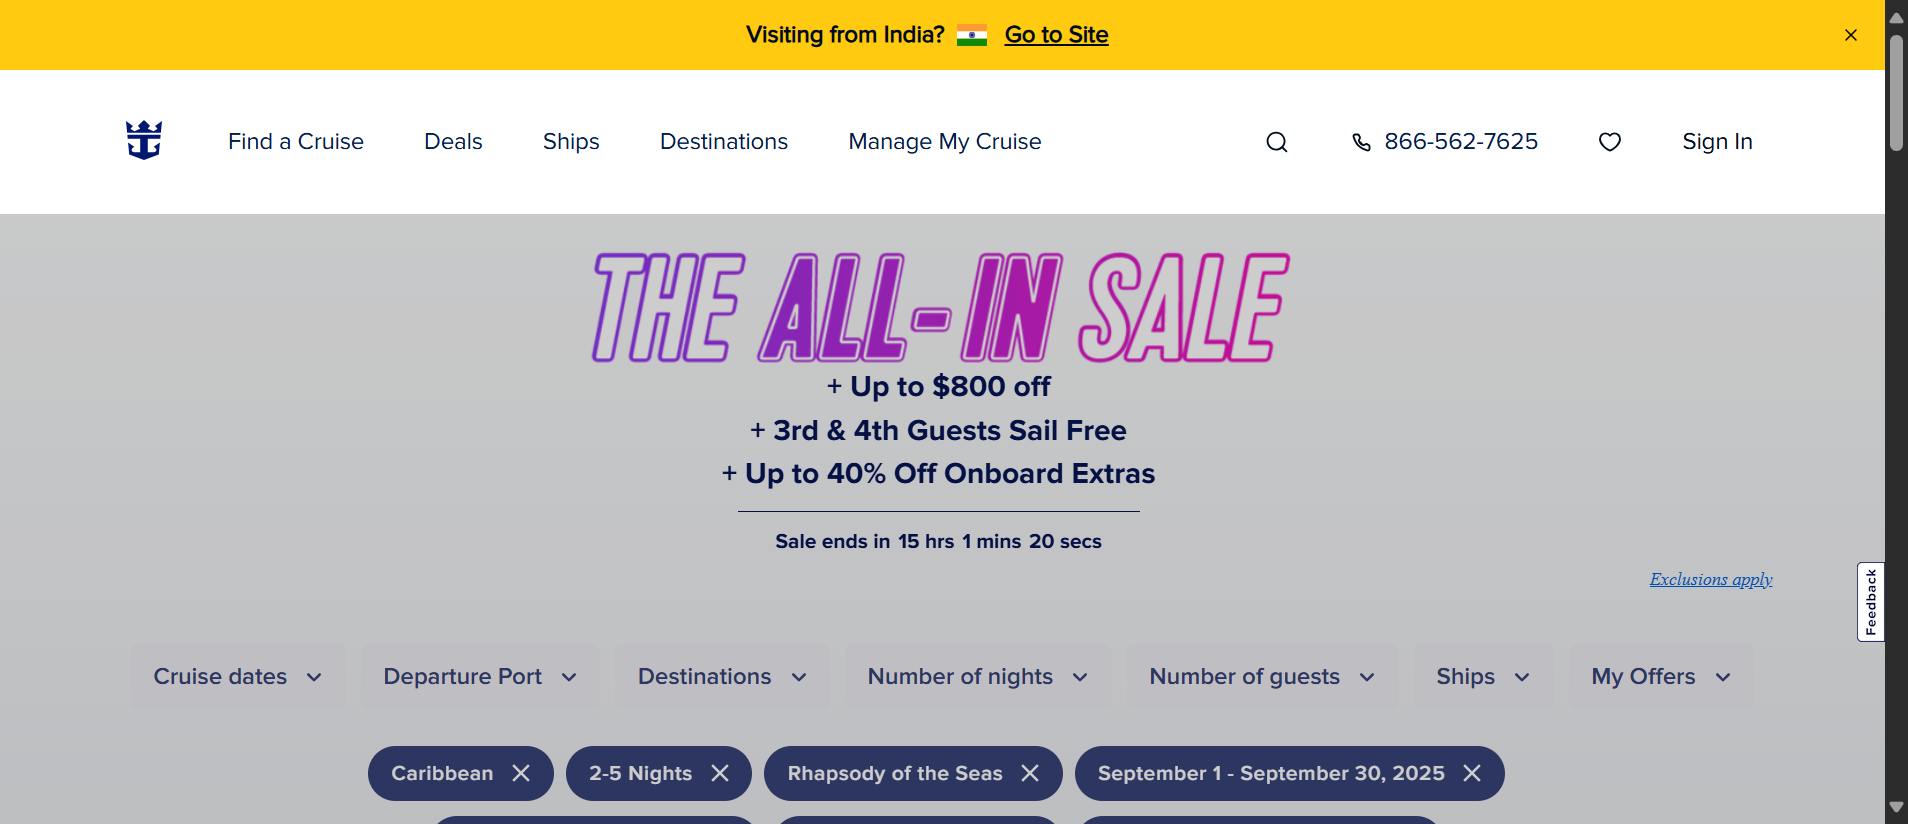 Visiting from India? Go to Site
Find a Cruise Deals Ships Destinations Manage My Cruise 866-562-7625 Sign In
THE ALL-IN SALE
+ Up to $800 off
+ 3rd & 4th Guests Sail Free
+ Up to 40% Off Onboard Extras
Sale ends in 15 hrs 1 mins 20 secs
Exclusions apply
Feedback
Cruise dates Departure Port Destinations Number of nights Number of guests Ships My Offers
Caribbean 2-5 Nights Rhapsody of the Seas September 1 - September 30, 2025